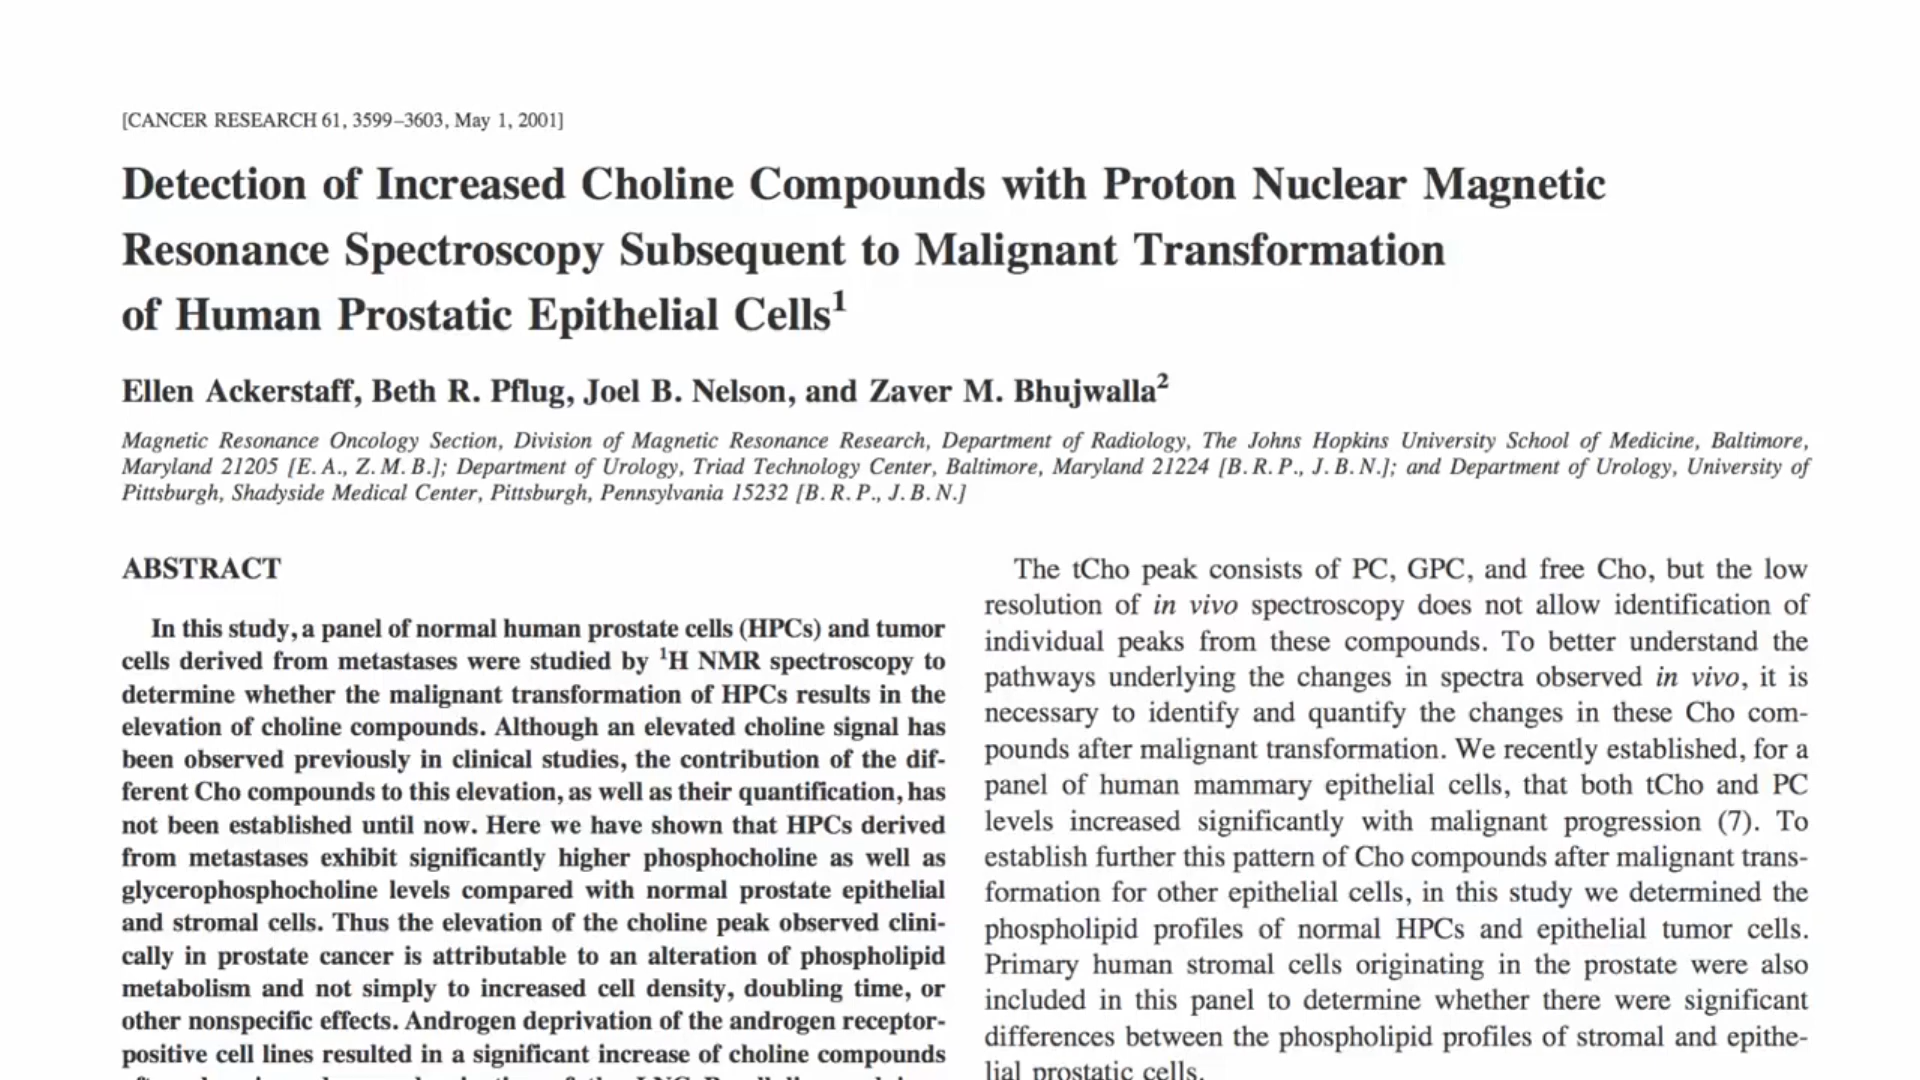 [CANCER RESEARCH 61, 3599–3603, May 1, 2001]
Detection of Increased Choline Compounds with Proton Nuclear Magnetic
Resonance Spectroscopy Subsequent to Malignant Transformation
of Human Prostatic Epithelial Cells1
Ellen Ackerstaff, Beth R. Pflug, Joel B. Nelson, and Zaver M. Bhujwalla2
Magnetic Resonance Oncology Section, Division of Magnetic Resonance Research, Department of Radiology, The Johns Hopkins University School of Medicine, Baltimore,
Maryland 21205 [E. A., Z. M. B.]; Department of Urology, Triad Technology Center, Baltimore, Maryland 21224 [B. R. P., J. B. N.]; and Department of Urology, University of
Pittsburgh, Shadyside Medical Center, Pittsburgh, Pennsylvania 15232 [B. R. P., J. B. N.]
ABSTRACT
In this study, a panel of normal human prostate cells (HPCs) and tumor
cells derived from metastases were studied by 1H NMR spectroscopy to
determine whether the malignant transformation of HPCs results in the
elevation of choline compounds. Although an elevated choline signal has
been observed previously in clinical studies, the contribution of the dif-
ferent Cho compounds to this elevation, as well as their quantification, has
not been established until now. Here we have shown that HPCs derived
from metastases exhibit significantly higher phosphocholine as well as
glycerophosphocholine levels compared with normal prostate epithelial
and stromal cells. Thus the elevation of the choline peak observed clini-
cally in prostate cancer is attributable to an alteration of phospholipid
metabolism and not simply to increased cell density, doubling time, or
other nonspecific effects. Androgen deprivation of the androgen receptor-
positive cell lines resulted in a significant increase of choline compounds
The tCho peak consists of PC, GPC, and free Cho, but the low
resolution of in vivo spectroscopy does not allow identification of
individual peaks from these compounds. To better understand the
pathways underlying the changes in spectra observed in vivo, it is
necessary to identify and quantify the changes in these Cho com-
pounds after malignant transformation. We recently established, for a
panel of human mammary epithelial cells, that both tCho and PC
levels increased significantly with malignant progression (7). To
establish further this pattern of Cho compounds after malignant trans-
formation for other epithelial cells, in this study we determined the
phospholipid profiles of normal HPCs and epithelial tumor cells.
Primary human stromal cells originating in the prostate were also
included in this panel to determine whether there were significant
differences between the phospholipid profiles of stromal and epithe-
lial prostatic cells.